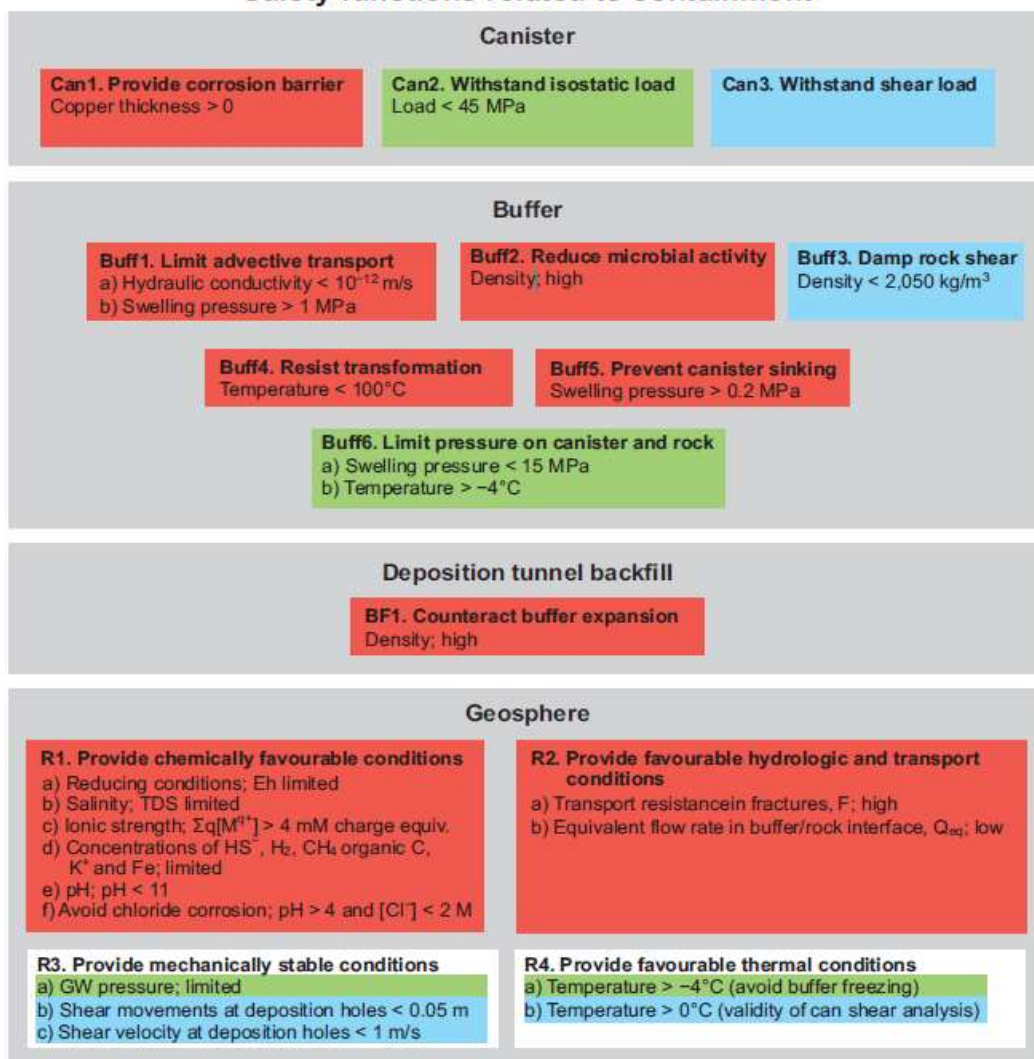 Safety functions related to containment
Canister
Can1. Provide corrosion barrier
Copper thickness > 0
Can2. Withstand isostatic load
Load < 45 MPa
Can3. Withstand shear load
Buffer
Buff1. Limit advective transport
a) Hydraulic conductivity < 10⁻¹² m/s
b) Swelling pressure > 1 MPa
Buff2. Reduce microbial activity
Density; high
Buff3. Damp rock shear
Density < 2,050 kg/m³
Buff4. Resist transformation
Temperature < 100°C
Buff5. Prevent canister sinking
Swelling pressure > 0.2 MPa
Buff6. Limit pressure on canister and rock
a) Swelling pressure < 15 MPa
b) Temperature > −4°C
Deposition tunnel backfill
BF1. Counteract buffer expansion
Density; high
Geosphere
R1. Provide chemically favourable conditions
a) Reducing conditions; Eh limited
b) Salinity; TDS limited
c) Ionic strength; Σq[M^q+] > 4 mM charge equiv.
d) Concentrations of HS⁻, H₂, CH₄ organic C,
K⁺ and Fe; limited
e) pH; pH < 11
f) Avoid chloride corrosion; pH > 4 and [Cl⁻] < 2 M
R2. Provide favourable hydrologic and transport
conditions
a) Transport resistancein fractures, F; high
b) Equivalent flow rate in buffer/rock interface, Qeq; low
R3. Provide mechanically stable conditions
a) GW pressure; limited
b) Shear movements at deposition holes < 0.05 m
c) Shear velocity at deposition holes < 1 m/s
R4. Provide favourable thermal conditions
a) Temperature > −4°C (avoid buffer freezing)
b) Temperature > 0°C (validity of can shear analysis)